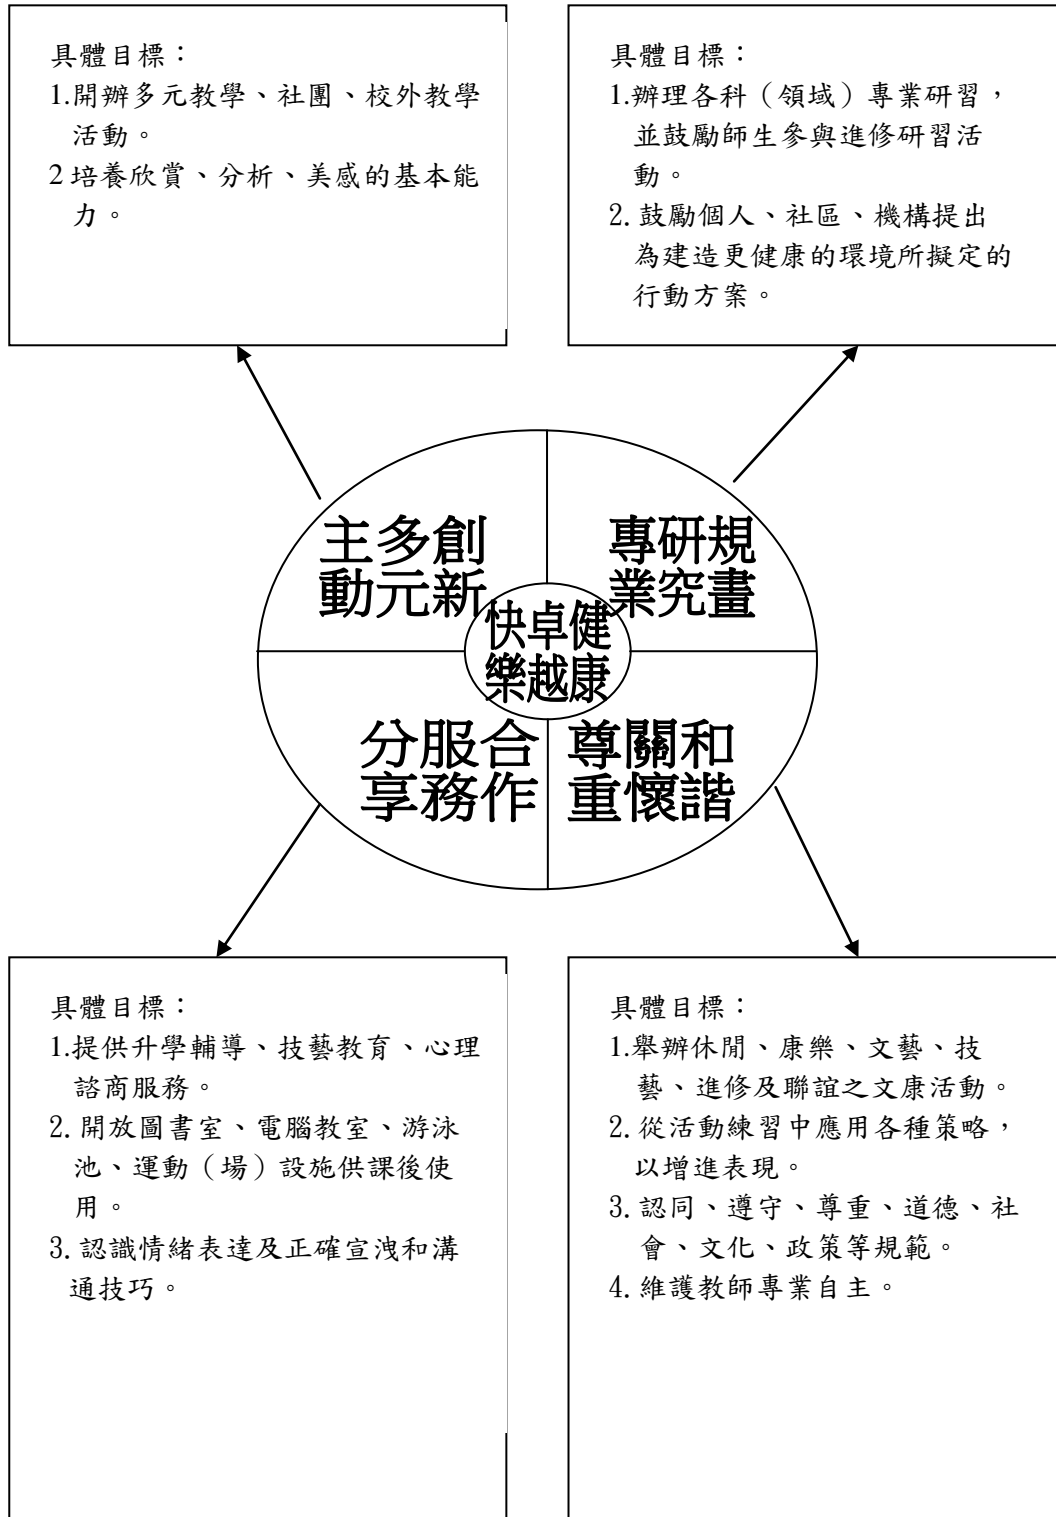 具體目標：
1.開辦多元教學、社團、校外教學
活動。
2 培養欣賞、分析、美感的基本能
力。
具體目標：
1.辦理各科（領域）專業研習，
並鼓勵師生參與進修研習活
動。
2. 鼓勵個人、社區、機構提出
為建造更健康的環境所擬定的
行動方案。
主多創
動元新
專研規
業究畫
快卓健
樂越康
分服合
享務作
尊關和
重懷諧
具體目標：
1.提供升學輔導、技藝教育、心理
諮商服務。
2. 開放圖書室、電腦教室、游泳
池、運動（場）設施供課後使
用。
3. 認識情緒表達及正確宣洩和溝
通技巧。
具體目標：
1.舉辦休閒、康樂、文藝、技
藝、進修及聯誼之文康活動。
2. 從活動練習中應用各種策略，
以增進表現。
3. 認同、遵守、尊重、道德、社
會、文化、政策等規範。
4. 維護教師專業自主。